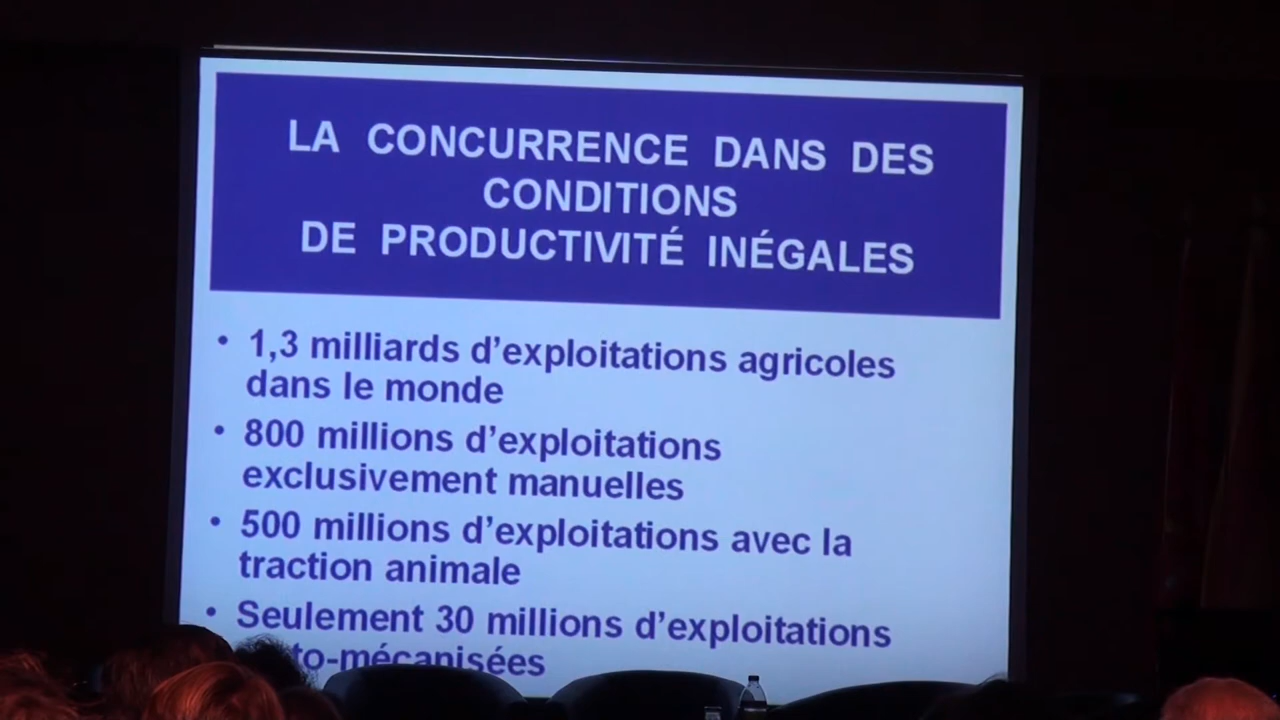 LA CONCURRENCE DANS DES
CONDITIONS
DE PRODUCTIVITÉ INÉGALES
• 1,3 milliards d’exploitations agricoles
dans le monde
• 800 millions d’exploitations
exclusivement manuelles
• 500 millions d’exploitations avec la
traction animale
• Seulement 30 millions d’exploitations